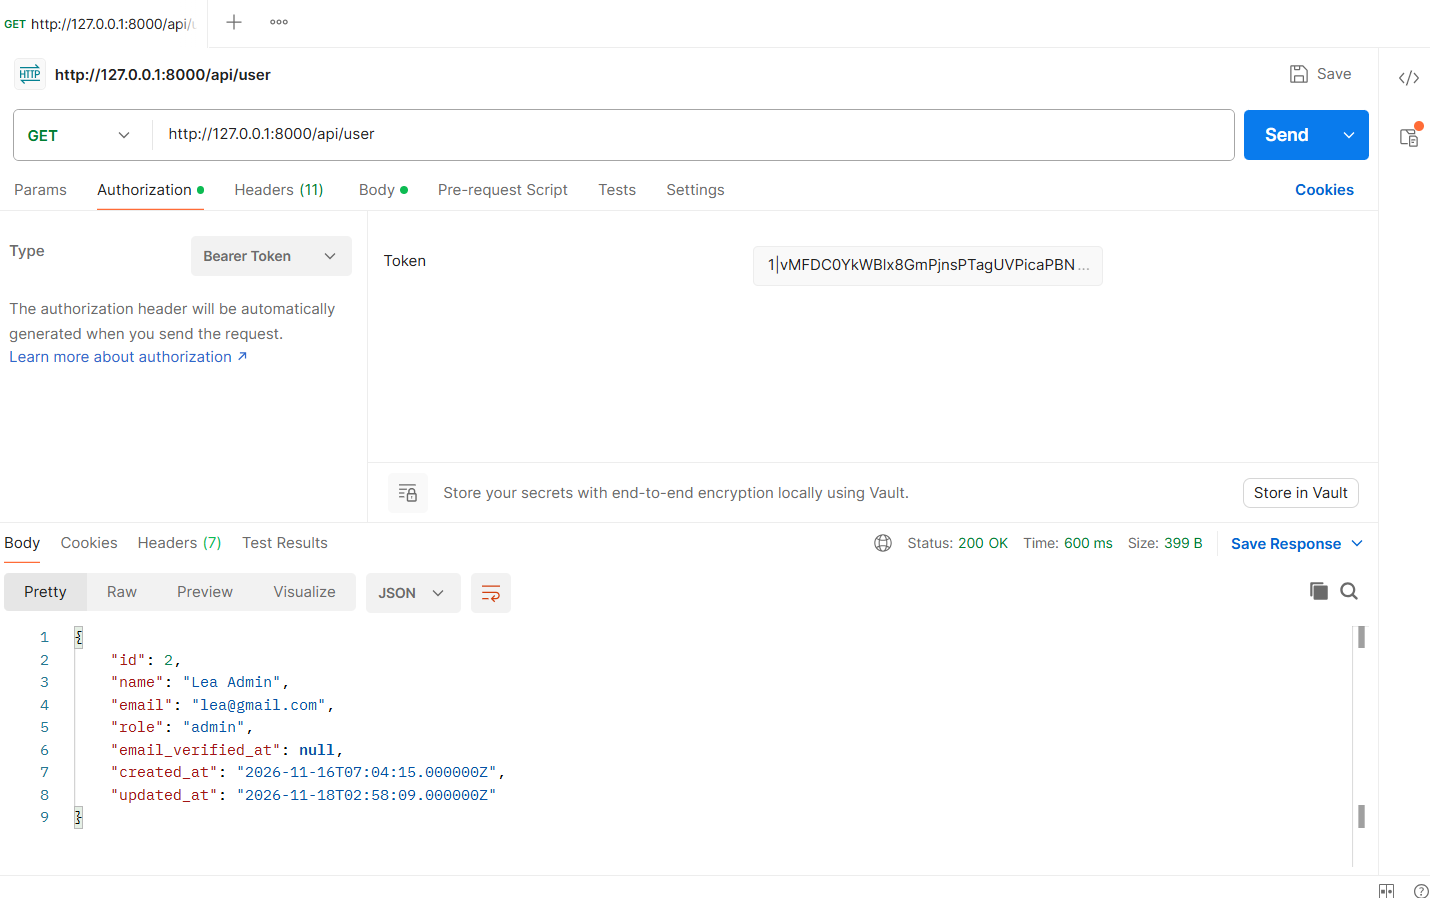 GET http://127.0.0.1:8000/api/u
HTTP http://127.0.0.1:8000/api/user
Save
GET http://127.0.0.1:8000/api/user
Send
Params Authorization Headers (11) Body Pre-request Script Tests Settings
Cookies
Type
Bearer Token
The authorization header will be automatically
generated when you send the request.
Learn more about authorization ↗
Token
1|vMFDC0YkWBlx8GmPjnsPTagUVPicaPBN...
Store your secrets with end-to-end encryption locally using Vault.
Store in Vault
Body Cookies Headers (7) Test Results
Status: 200 OK Time: 600 ms Size: 399 B
Save Response
Pretty Raw Preview Visualize JSON
1 {
2 "id": 2,
3 "name": "Lea Admin",
4 "email": "lea@gmail.com",
5 "role": "admin",
6 "email_verified_at": null,
7 "created_at": "2026-11-16T07:04:15.000000Z",
8 "updated_at": "2026-11-18T02:58:09.000000Z"
9 }